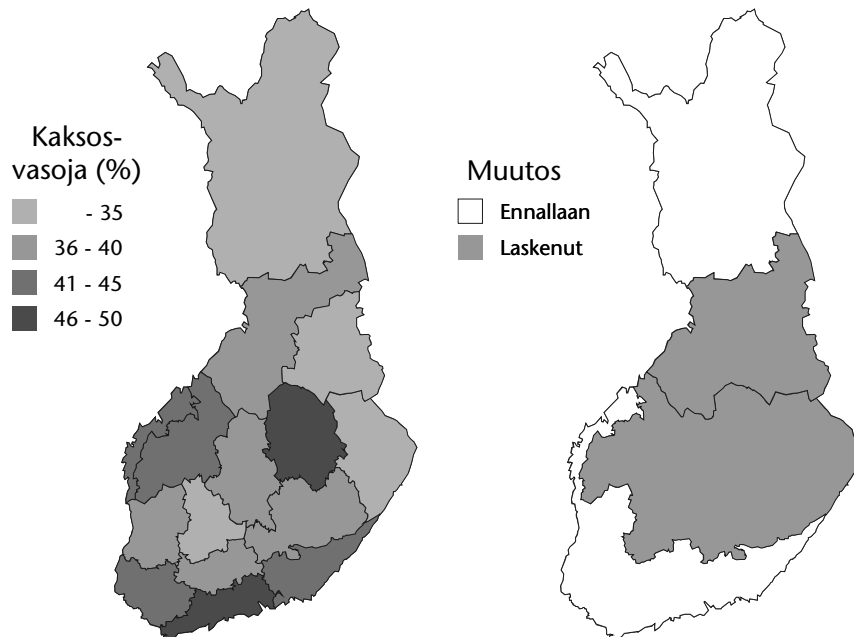 Kaksos-
vasoja (%)
- 35
36 - 40
41 - 45
46 - 50
Muutos
Ennallaan
Laskenut